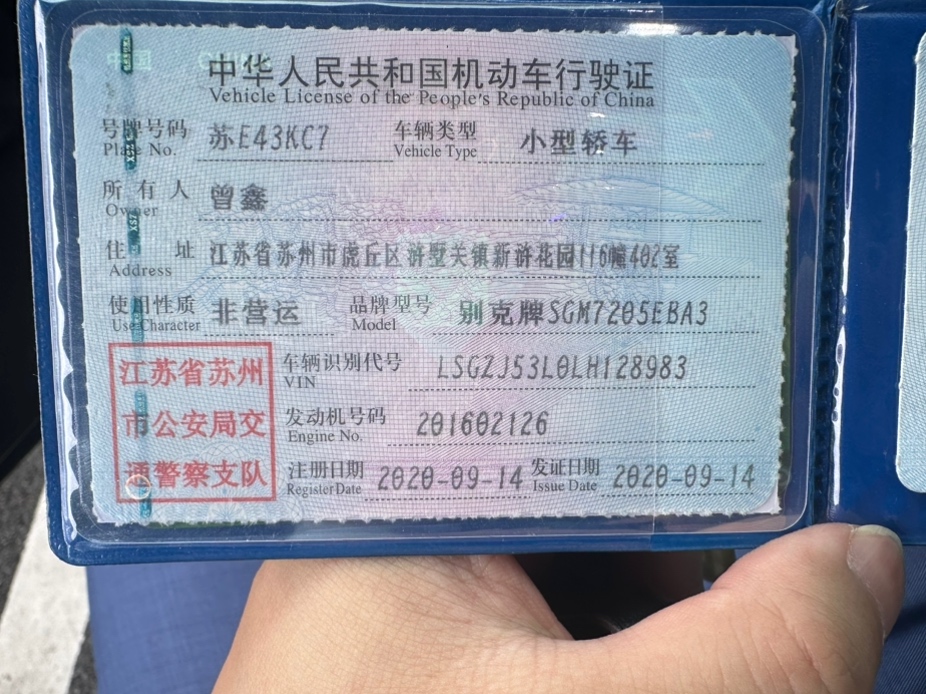 中华人民共和国机动车行驶证
Vehicle License of the People's Republic of China
号牌号码 苏E43KC7 车辆类型 小型轿车
Plate No. Vehicle Type
所有人 曾鑫
Owner
住址 江苏省苏州市虎丘区浒墅关镇新浒花园116幢402室
Address
使用性质 非营运 品牌型号 别克牌SGM7205EBA3
Use Character Model
江苏省苏州 车辆识别代号 LSGZJ53L0LH128983
VIN
市公安局交 发动机号码 201602126
Engine No.
通警察支队 注册日期 2020-09-14 发证日期 2020-09-14
Register Date Issue Date